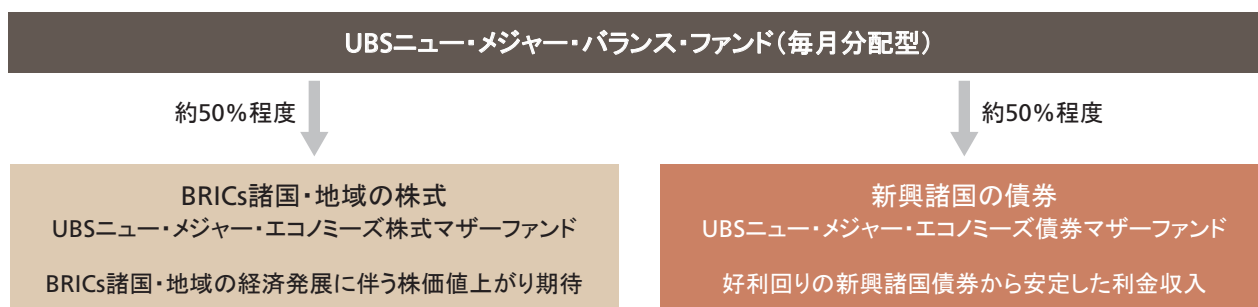 UBSニュー・メジャー・バランス・ファンド（毎月分配型）
約50％程度
約50％程度
BRICs諸国・地域の株式
UBSニュー・メジャー・エコノミーズ株式マザーファンド
BRICs諸国・地域の経済発展に伴う株価値上がり期待
新興諸国の債券
UBSニュー・メジャー・エコノミーズ債券マザーファンド
好利回りの新興諸国債券から安定した利金収入